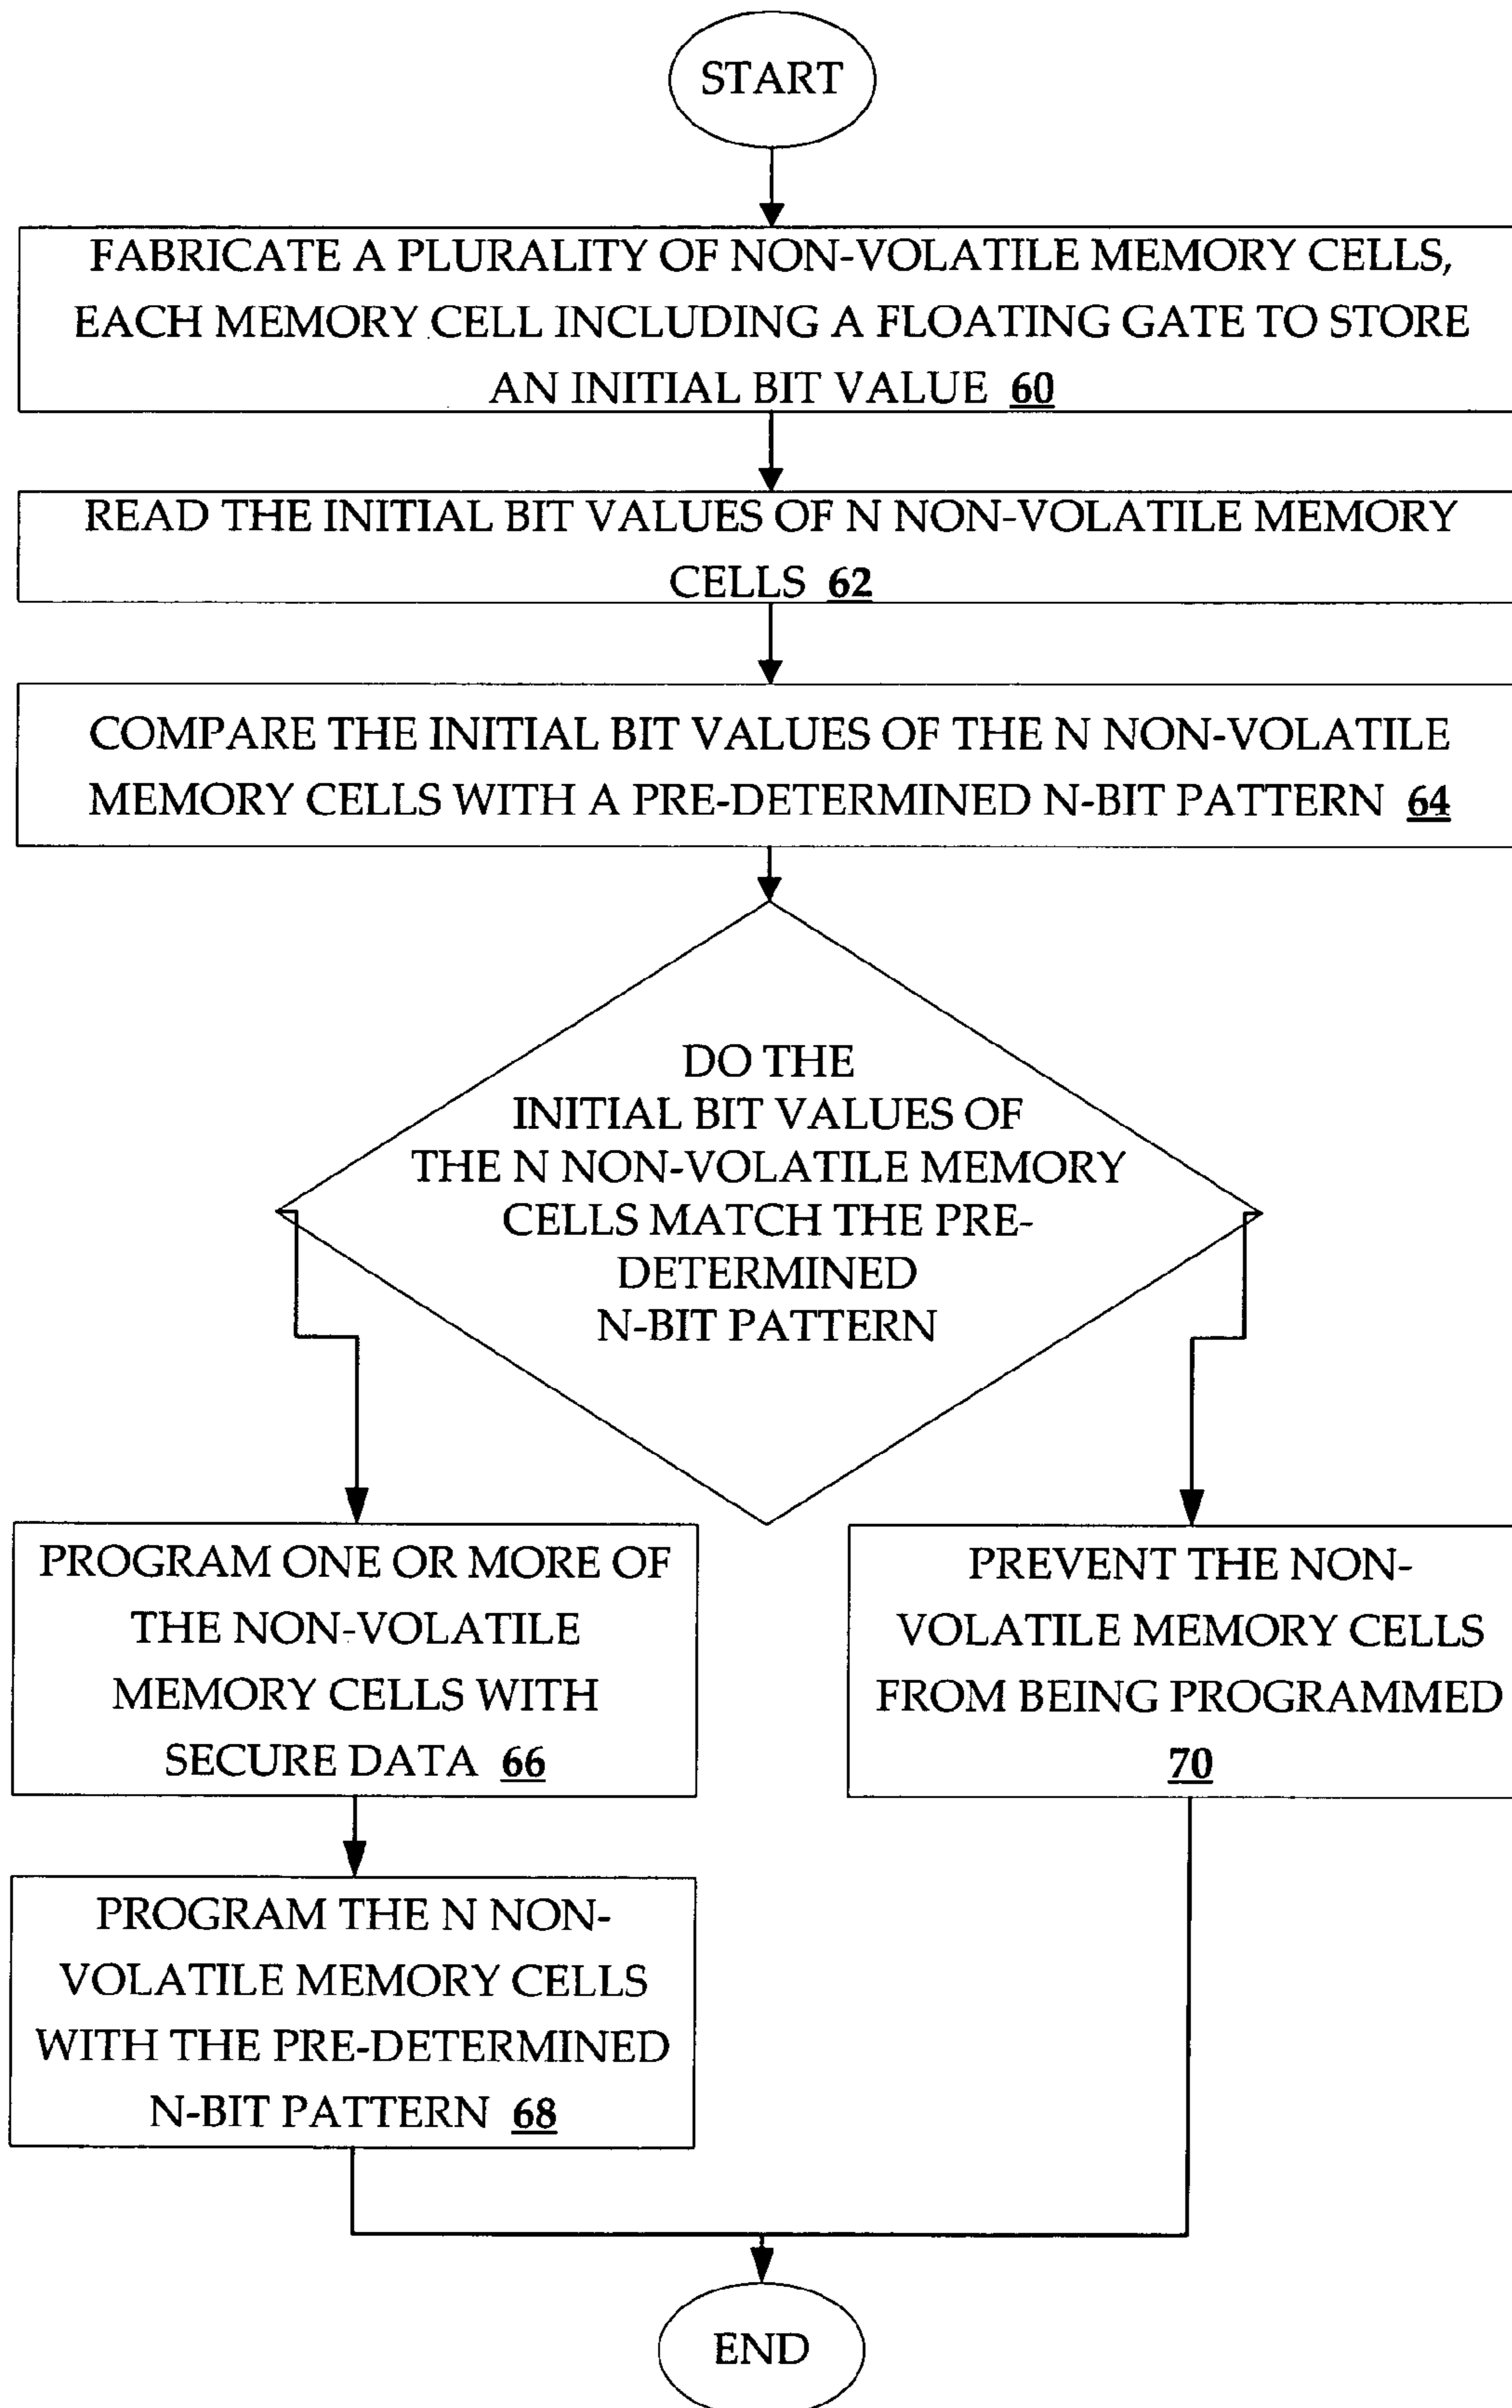 START
FABRICATE A PLURALITY OF NON-VOLATILE MEMORY CELLS,
EACH MEMORY CELL INCLUDING A FLOATING GATE TO STORE
AN INITIAL BIT VALUE 60
READ THE INITIAL BIT VALUES OF N NON-VOLATILE MEMORY
CELLS 62
COMPARE THE INITIAL BIT VALUES OF THE N NON-VOLATILE
MEMORY CELLS WITH A PRE-DETERMINED N-BIT PATTERN 64
DO THE
INITIAL BIT VALUES OF
THE N NON-VOLATILE MEMORY
CELLS MATCH THE PRE-
DETERMINED
N-BIT PATTERN
PROGRAM ONE OR MORE OF
THE NON-VOLATILE
MEMORY CELLS WITH
SECURE DATA 66
PREVENT THE NON-
VOLATILE MEMORY CELLS
FROM BEING PROGRAMMED
70
PROGRAM THE N NON-
VOLATILE MEMORY CELLS
WITH THE PRE-DETERMINED
N-BIT PATTERN 68
END